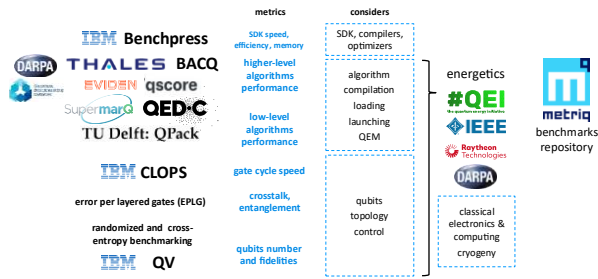 metrics
considers
IBM Benchpress
SDK speed,
efficiency, memory
SDK, compilers,
optimizers
DARPA THALES BACQ
EVIDEN qscore
SupermarQ QED·C
TU Delft: QPack
higher-level
algorithms
performance
low-level
algorithms
performance
algorithm
compilation
loading
launching
QEM
IBM CLOPS
gate cycle speed
error per layered gates (EPLG)
crosstalk,
entanglement
randomized and cross-
entropy benchmarking
IBM QV
qubits number
and fidelities
qubits
topology
control
energetics
#QEI
the quantum energy initiative
IEEE
Raytheon
Technologies
DARPA
classical
electronics &
computing
cryogeny
metriq
benchmarks
repository